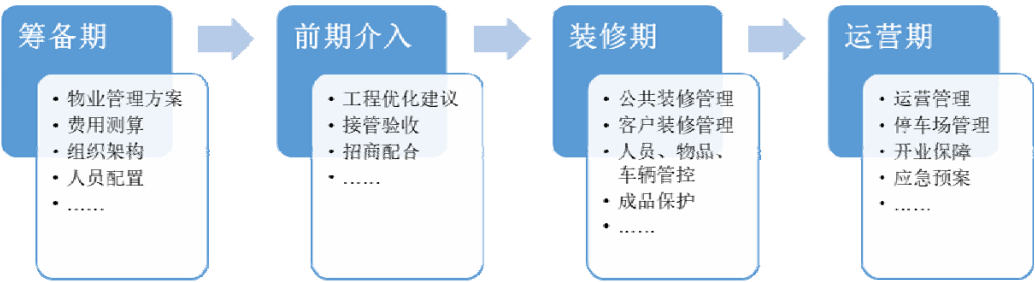 筹备期
• 物业管理方案
• 费用测算
• 组织架构
• 人员配置
• ……
前期介入
• 工程优化建议
• 接管验收
• 招商配合
• ……
装修期
• 公共装修管理
• 客户装修管理
• 人员、物品、
车辆管控
• 成品保护
• ……
运营期
• 运营管理
• 停车场管理
• 开业保障
• 应急预案
• ……